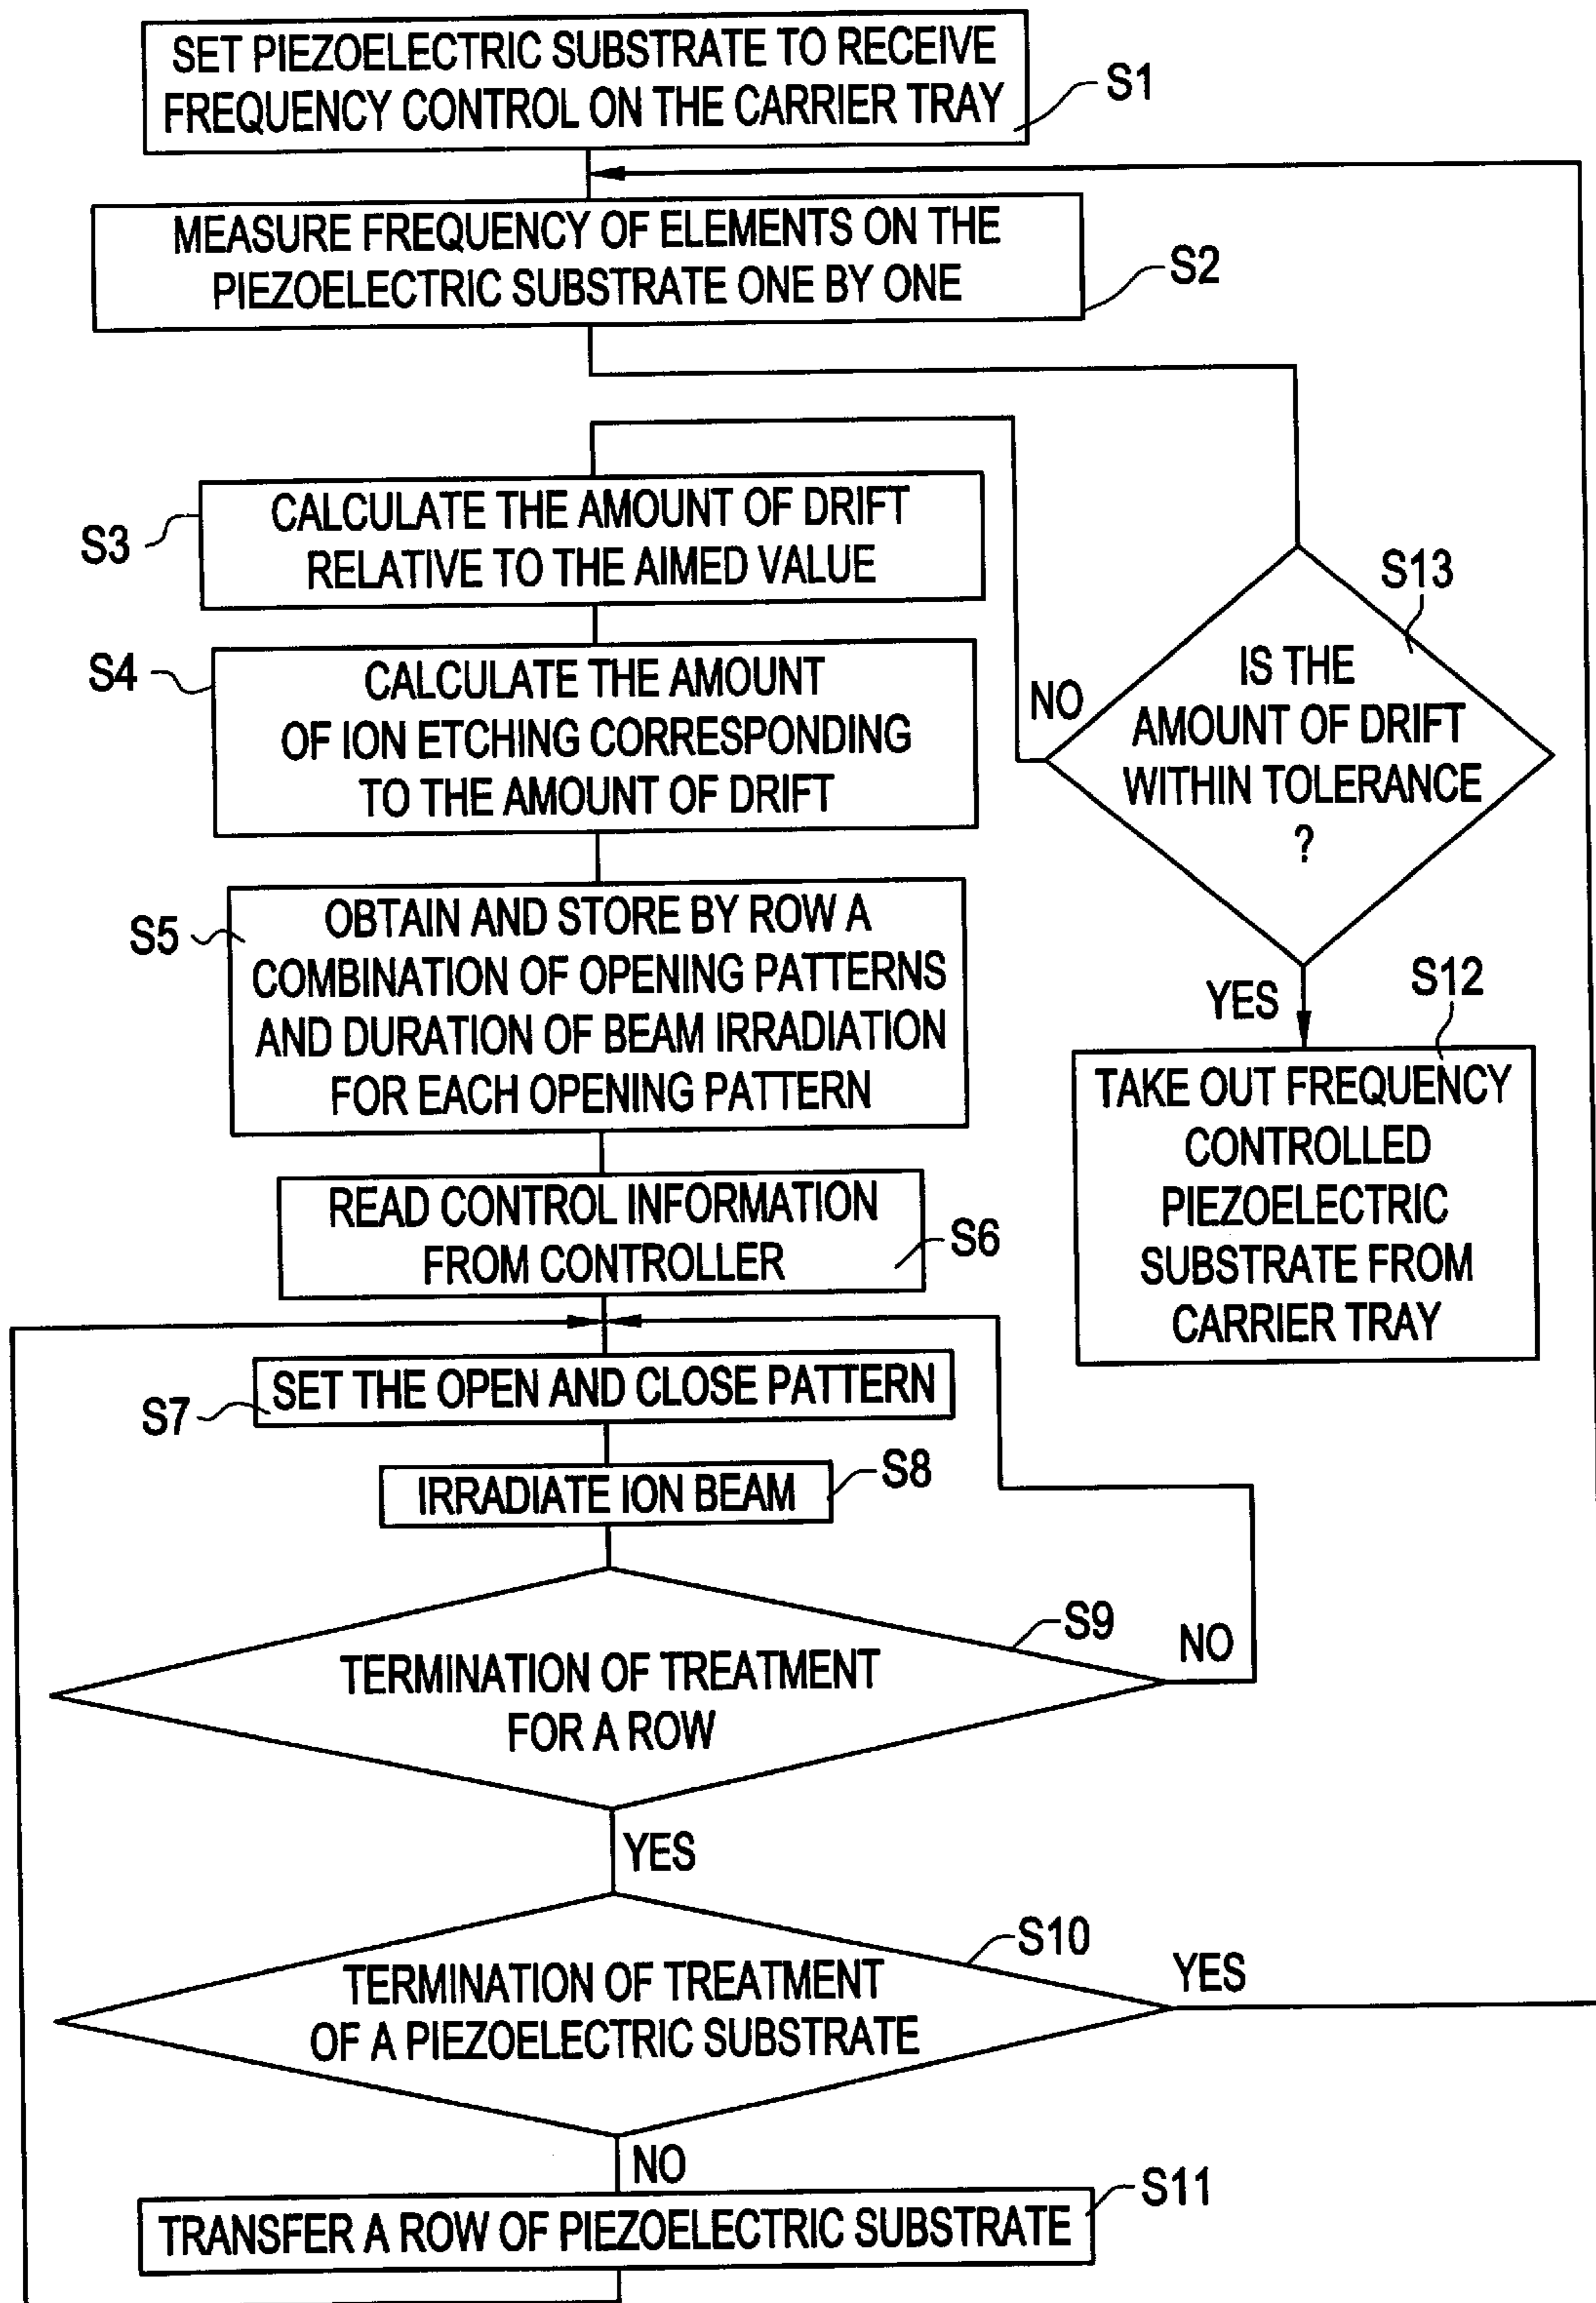 SET PIEZOELECTRIC SUBSTRATE TO RECEIVE
FREQUENCY CONTROL ON THE CARRIER TRAY
S1
MEASURE FREQUENCY OF ELEMENTS ON THE
PIEZOELECTRIC SUBSTRATE ONE BY ONE
S2
S3
CALCULATE THE AMOUNT OF DRIFT
RELATIVE TO THE AIMED VALUE
S13
IS THE
AMOUNT OF DRIFT
WITHIN TOLERANCE
?
NO
S4
CALCULATE THE AMOUNT
OF ION ETCHING CORRESPONDING
TO THE AMOUNT OF DRIFT
S5
OBTAIN AND STORE BY ROW A
COMBINATION OF OPENING PATTERNS
AND DURATION OF BEAM IRRADIATION
FOR EACH OPENING PATTERN
YES
S12
TAKE OUT FREQUENCY
CONTROLLED
PIEZOELECTRIC
SUBSTRATE FROM
CARRIER TRAY
READ CONTROL INFORMATION
FROM CONTROLLER
S6
S7
SET THE OPEN AND CLOSE PATTERN
IRRADIATE ION BEAM
S8
S9
NO
TERMINATION OF TREATMENT
FOR A ROW
YES
S10
YES
TERMINATION OF TREATMENT
OF A PIEZOELECTRIC SUBSTRATE
NO
S11
TRANSFER A ROW OF PIEZOELECTRIC SUBSTRATE